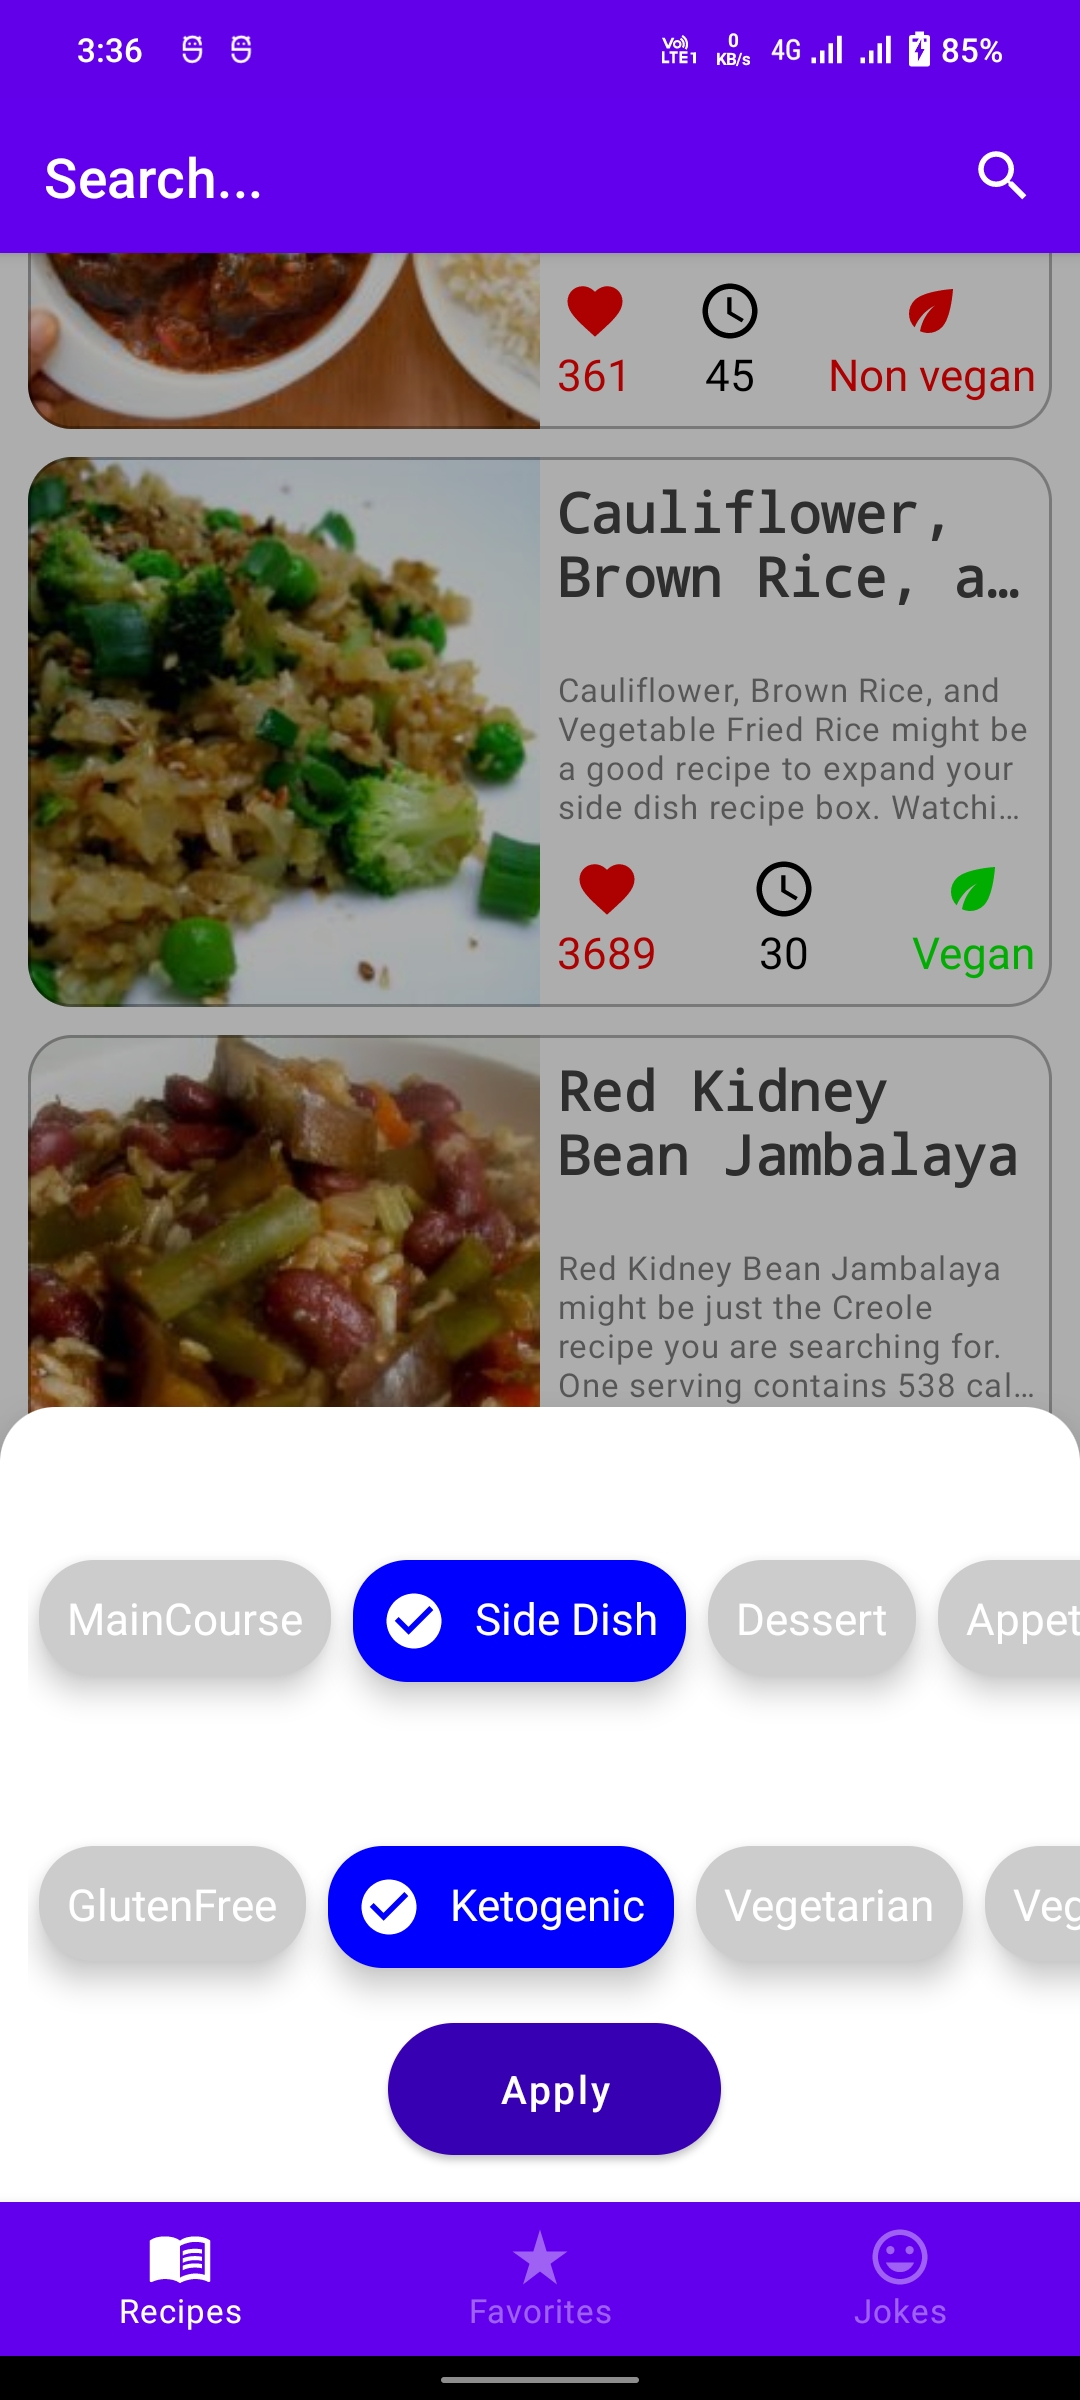 3:36
Vo)) LTE1
0 KB/s
4G
85%
Search...
361
45
Non vegan
Cauliflower,
Brown Rice, a…
Cauliflower, Brown Rice, and
Vegetable Fried Rice might be
a good recipe to expand your
side dish recipe box. Watchi…
3689
30
Vegan
Red Kidney
Bean Jambalaya
Red Kidney Bean Jambalaya
might be just the Creole
recipe you are searching for.
One serving contains 538 cal…
MainCourse
Side Dish
Dessert
Appet
GlutenFree
Ketogenic
Vegetarian
Veg
Apply
Recipes
Favorites
Jokes